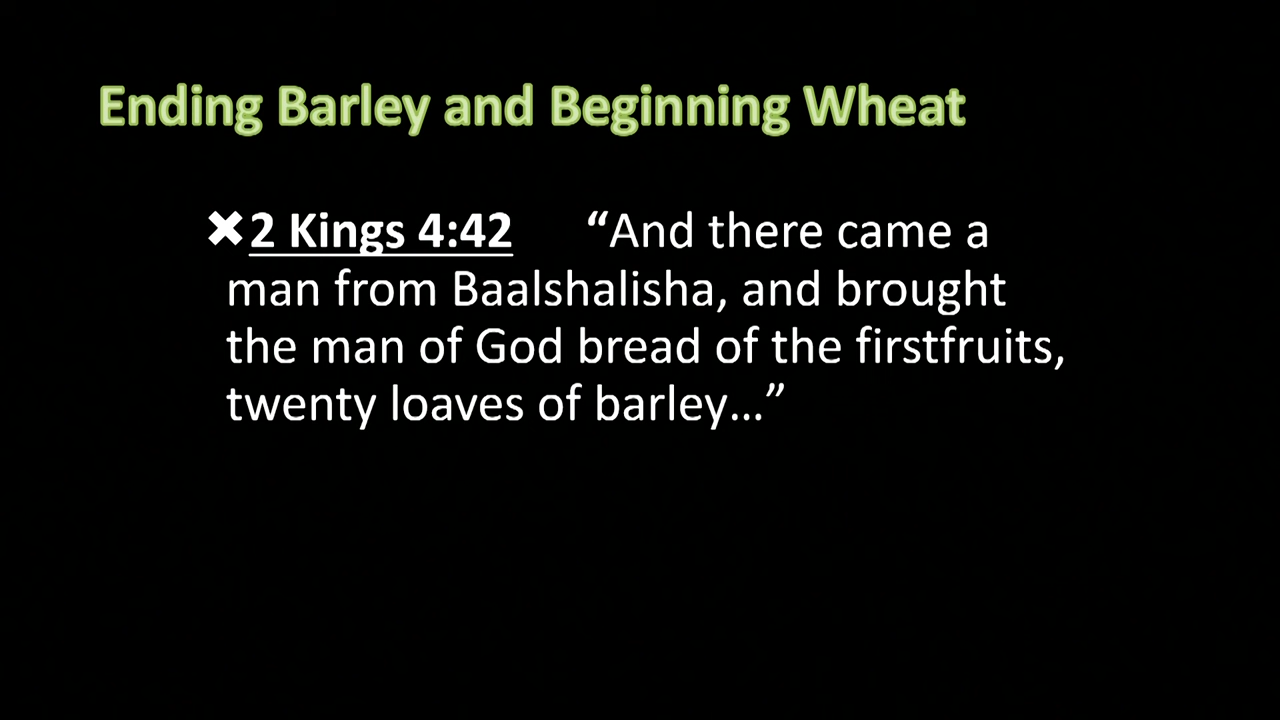 Ending Barley and Beginning Wheat
✖2 Kings 4:42 “And there came a
man from Baalshalisha, and brought
the man of God bread of the firstfruits,
twenty loaves of barley…”